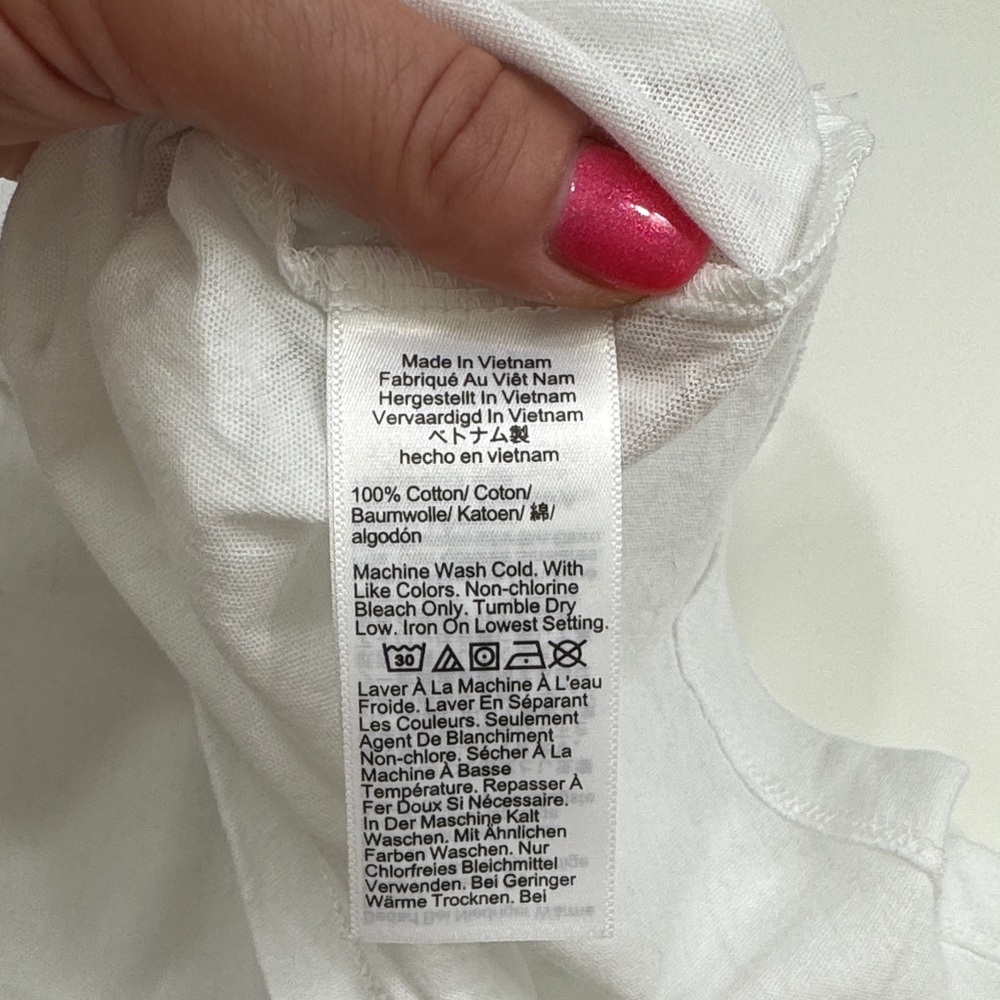 Made In Vietnam
Fabriqué Au Viêt Nam
Hergestellt In Vietnam
Vervaardigd In Vietnam
ベトナム製
hecho en vietnam
100% Cotton/ Coton/
Baumwolle/ Katoen/ 綿/
algodón
Machine Wash Cold. With
Like Colors. Non-chlorine
Bleach Only. Tumble Dry
Low. Iron On Lowest Setting.
30
Laver À La Machine À L'eau
Froide. Laver En Séparant
Les Couleurs. Seulement
Agent De Blanchiment
Non-chlore. Sécher À La
Machine À Basse
Température. Repasser À
Fer Doux Si Nécessaire.
In Der Maschine Kalt
Waschen. Mit Ähnlichen
Farben Waschen. Nur
Chlorfreies Bleichmittel
Verwenden. Bei Geringer
Wärme Trocknen. Bei